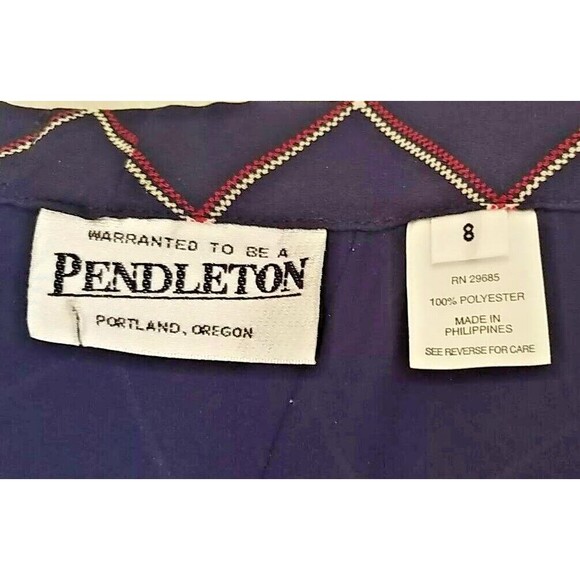 WARRANTED TO BE A
PENDLETON
PORTLAND, OREGON
8
RN 29685
100% POLYESTER
MADE IN
PHILIPPINES
SEE REVERSE FOR CARE